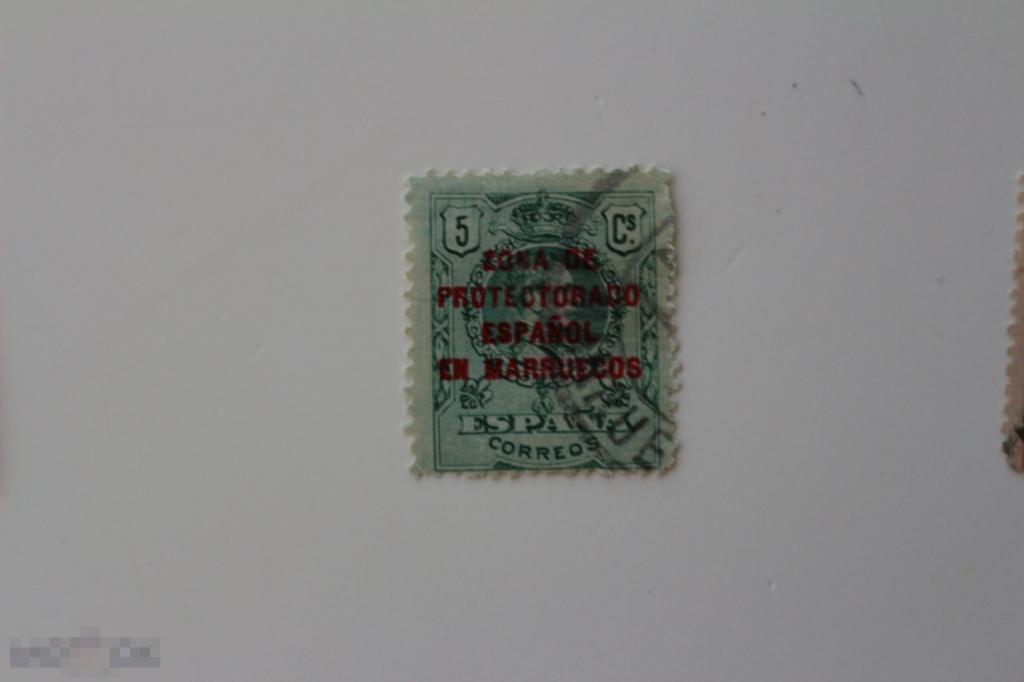 5 Cs.
ZONA DE
PROTECTORADO
ESPAÑOL
EN MARRUECOS
ESPAÑA
CORREOS